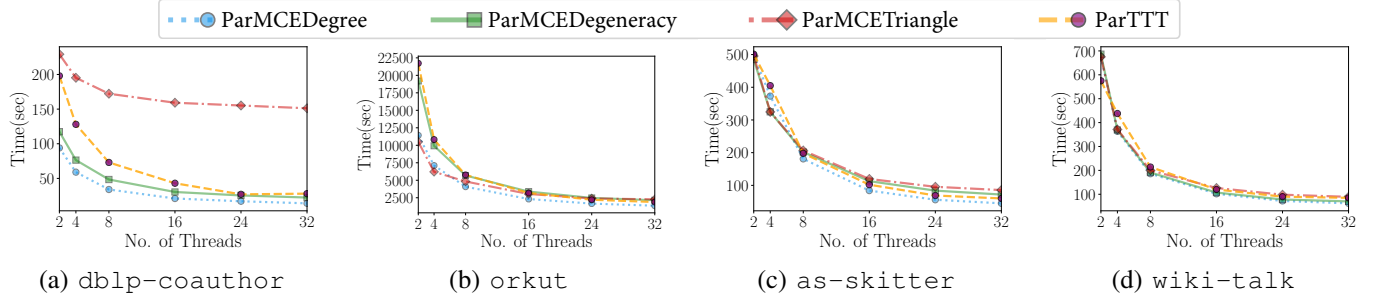 ParMCEDegree ParMCEDegeneracy ParMCETriangle ParTTT
Time(sec)
200
150
100
50
2 4 8 16 24 32
No. of Threads
(a) dblp-coauthor
Time(sec)
22500
20000
17500
15000
12500
10000
7500
5000
2500
2 4 8 16 24 32
No. of Threads
(b) orkut
Time(sec)
500
400
300
200
100
2 4 8 16 24 32
No. of Threads
(c) as-skitter
Time(sec)
700
600
500
400
300
200
100
2 4 8 16 24 32
No. of Threads
(d) wiki-talk